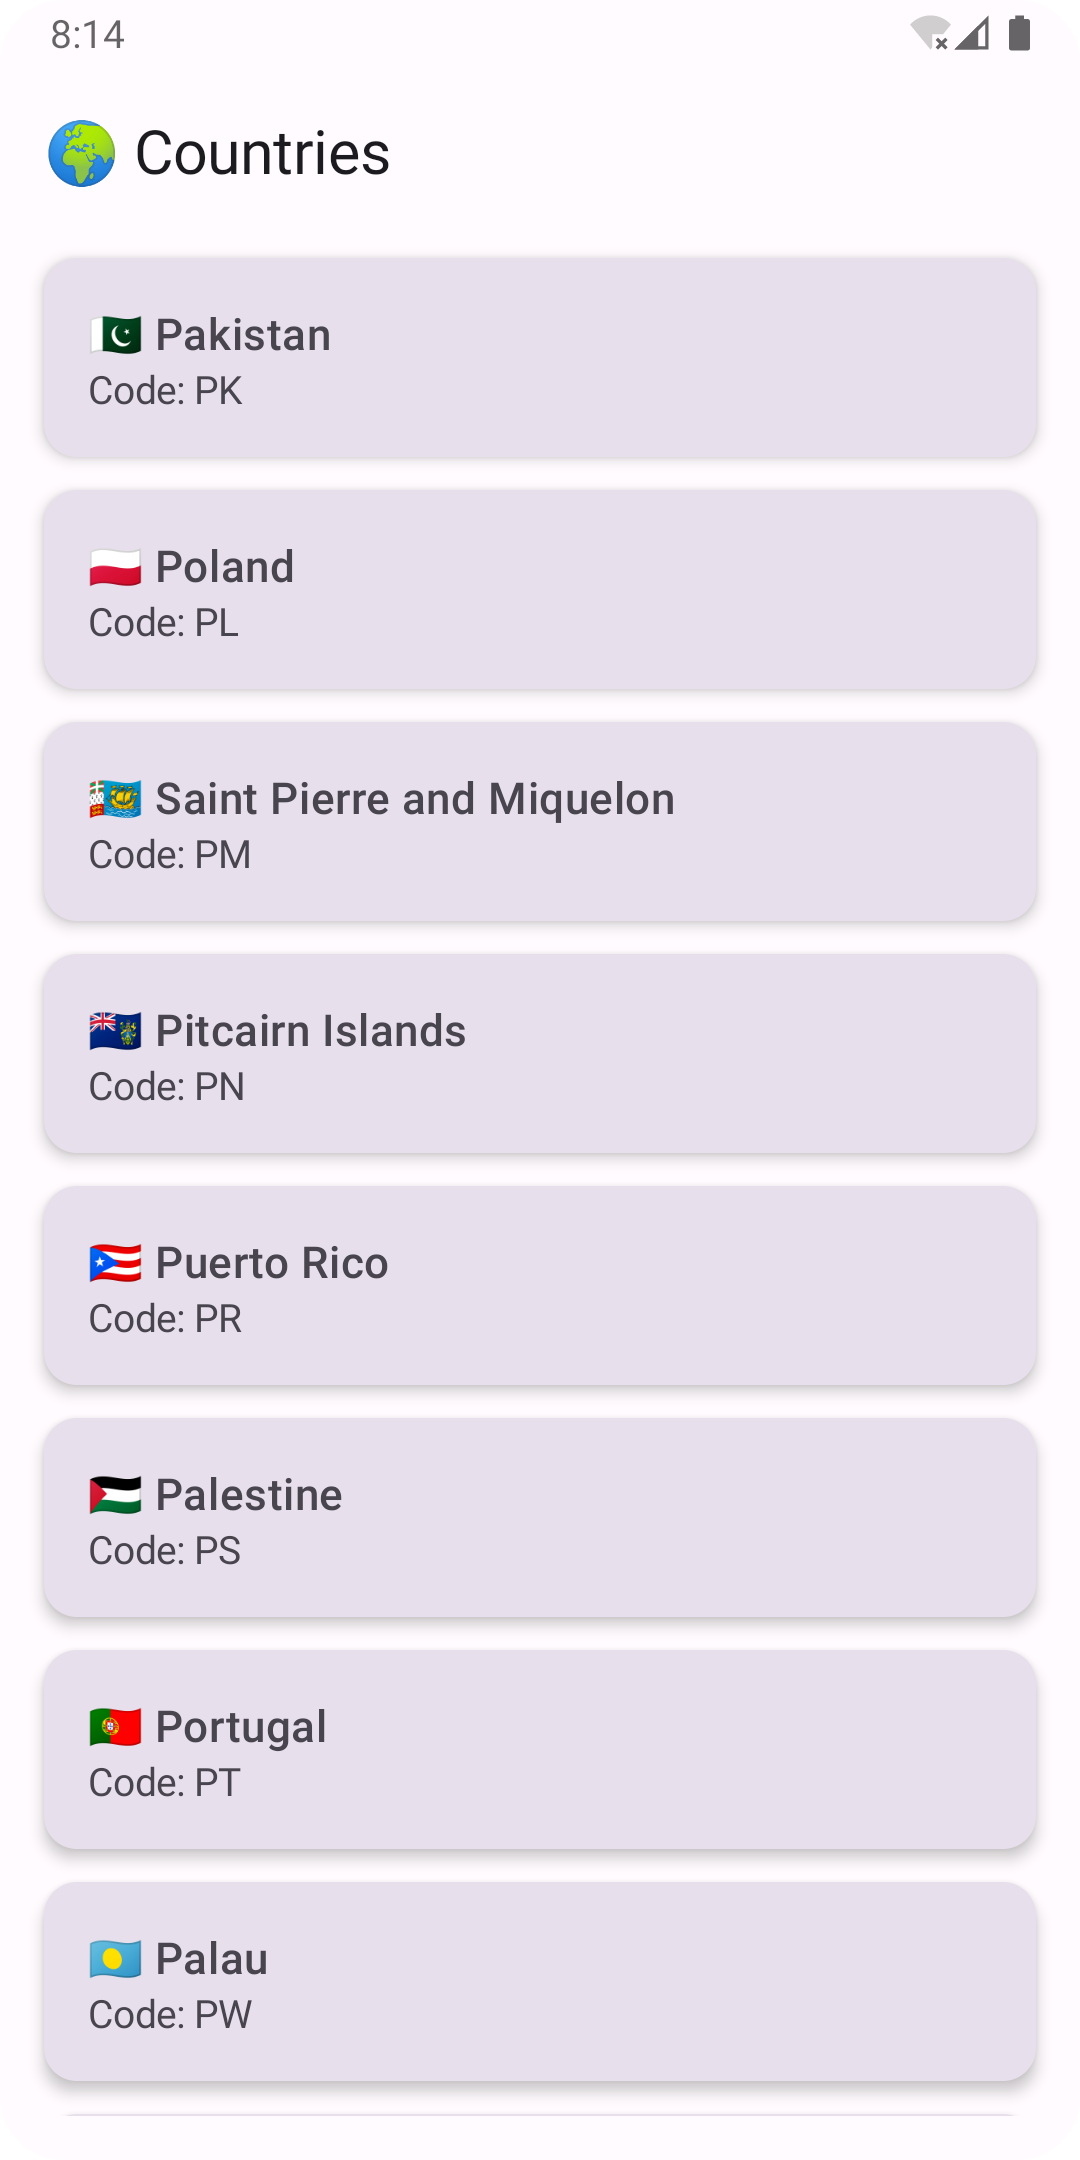 8:14
Countries
Pakistan
Code: PK
Poland
Code: PL
Saint Pierre and Miquelon
Code: PM
Pitcairn Islands
Code: PN
Puerto Rico
Code: PR
Palestine
Code: PS
Portugal
Code: PT
Palau
Code: PW